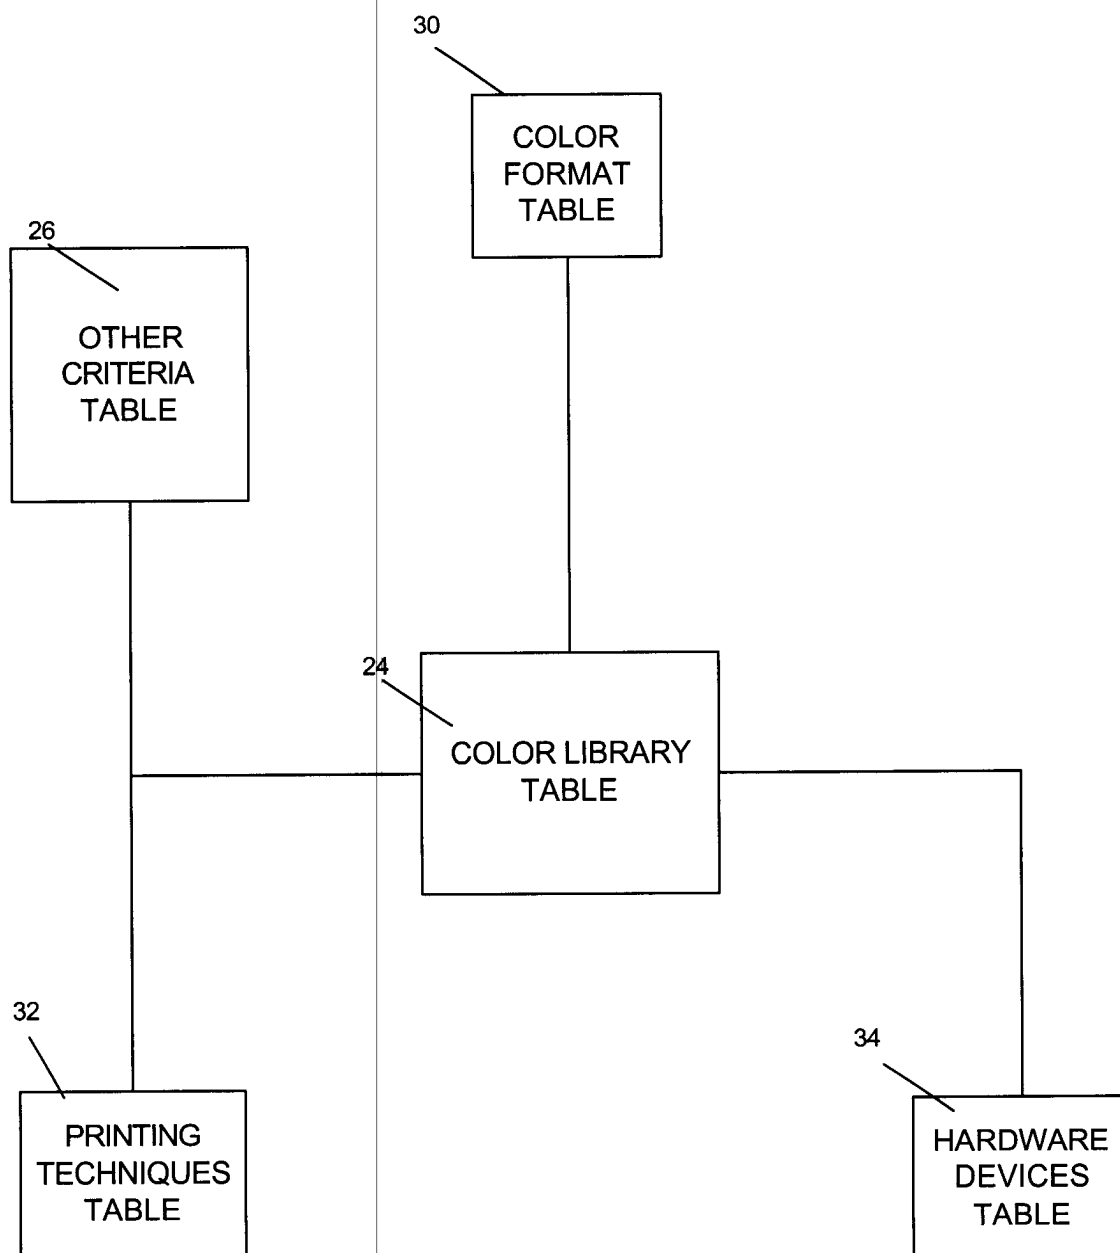 30
COLOR
FORMAT
TABLE
26
OTHER
CRITERIA
TABLE
24
COLOR LIBRARY
TABLE
32
PRINTING
TECHNIQUES
TABLE
34
HARDWARE
DEVICES
TABLE